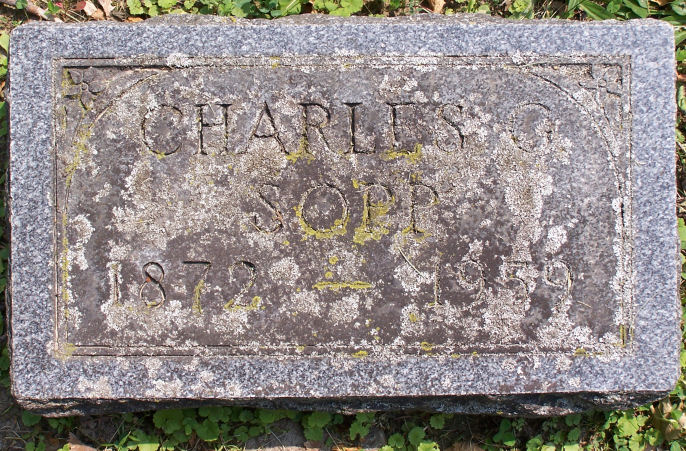 CHARLES O
SOPP
1872 ÷ 1959